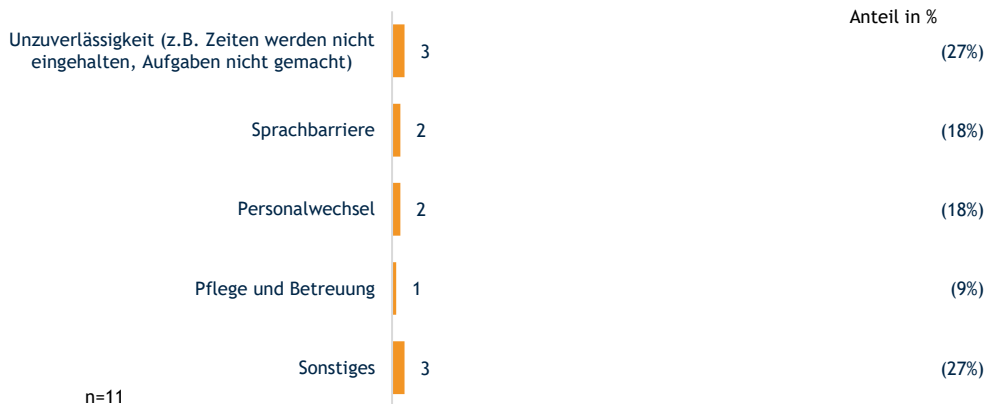 Anteil in %
Unzuverlässigkeit (z.B. Zeiten werden nicht
eingehalten, Aufgaben nicht gemacht)
3
(27%)
Sprachbarriere
2
(18%)
Personalwechsel
2
(18%)
Pflege und Betreuung
1
(9%)
Sonstiges
3
(27%)
n=11